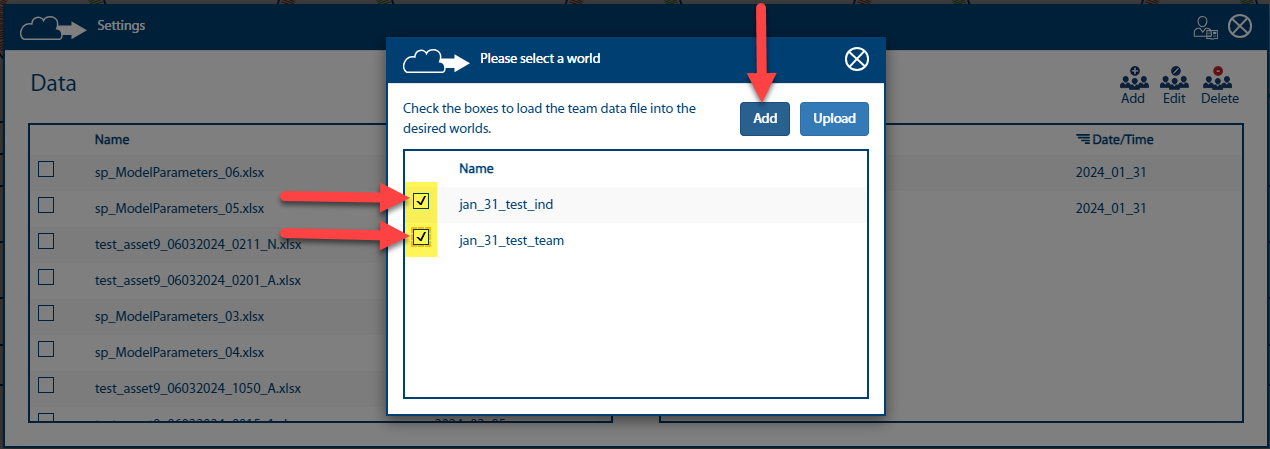 Settings
Please select a world
Data
Add Edit Delete
Check the boxes to load the team data file into the
desired worlds.
Add Upload
Name
Date/Time
sp_ModelParameters_06.xlsx
2024_01_31
sp_ModelParameters_05.xlsx
2024_01_31
test_asset9_06032024_0211_N.xlsx
test_asset9_06032024_0201_A.xlsx
sp_ModelParameters_03.xlsx
sp_ModelParameters_04.xlsx
test_asset9_06032024_1050_A.xlsx
Name
jan_31_test_ind
jan_31_test_team